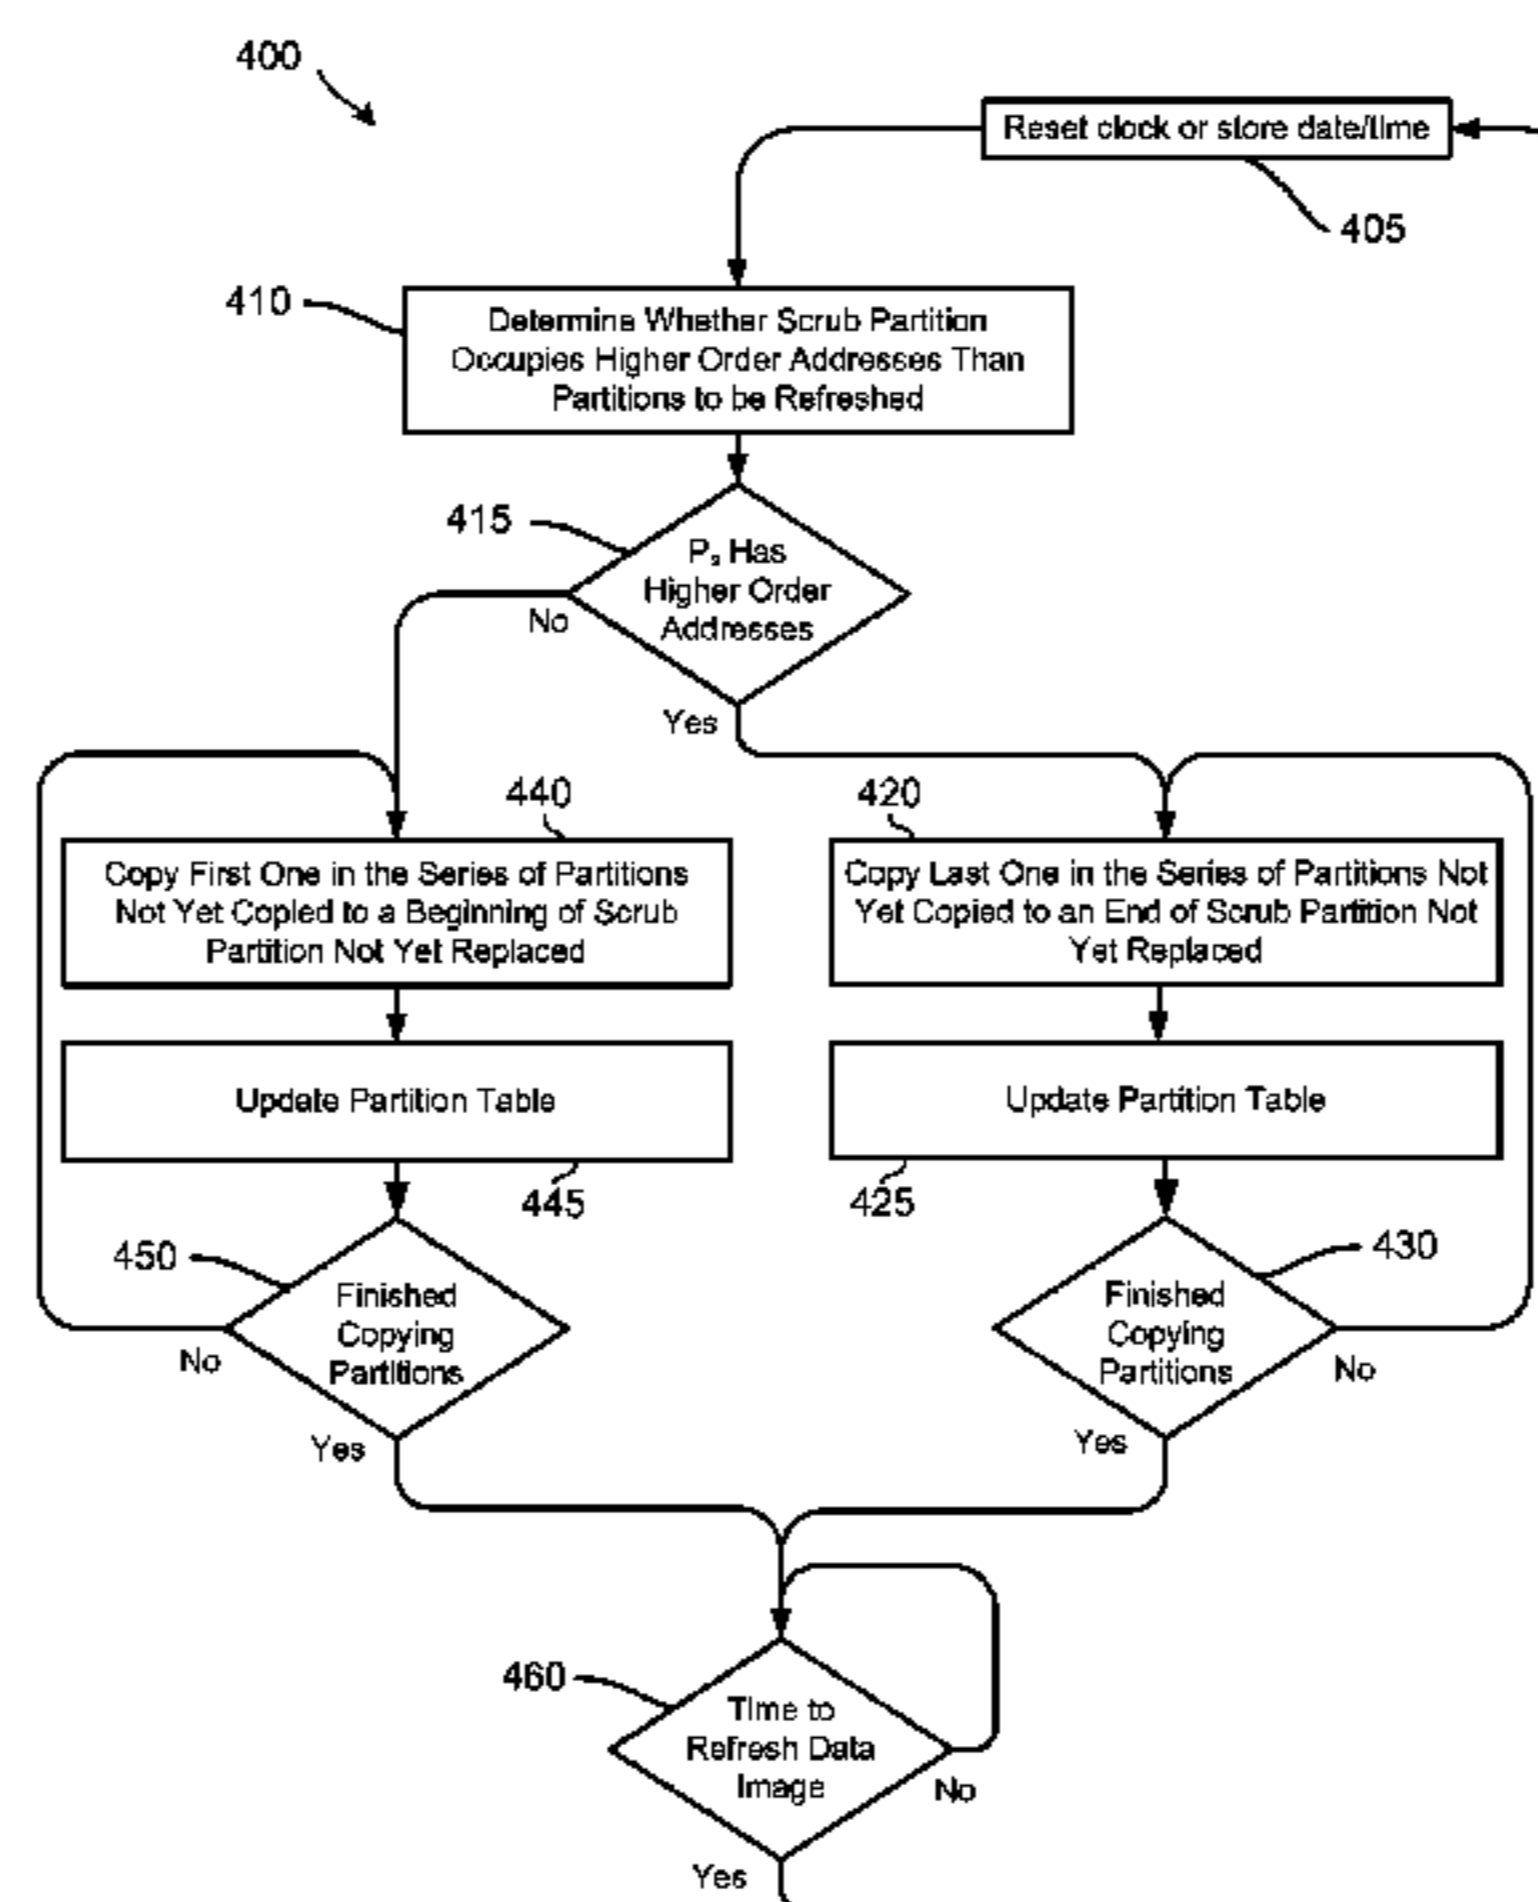 400
Reset clock or store date/time
405
410
Determine Whether Scrub Partition
Occupies Higher Order Addresses Than
Partitions to be Refreshed
415
Ps Has
Higher Order
Addresses
No
Yes
440
420
Copy First One in the Series of Partitions
Not Yet Copied to a Beginning of Scrub
Partition Not Yet Replaced
Copy Last One in the Series of Partitions Not
Yet Copied to an End of Scrub Partition Not
Yet Replaced
Update Partition Table
Update Partition Table
445
425
450
430
Finished
Copying
Partitions
Finished
Copying
Partitions
No
No
Yes
Yes
460
Time to
Refresh Data
Image
No
Yes